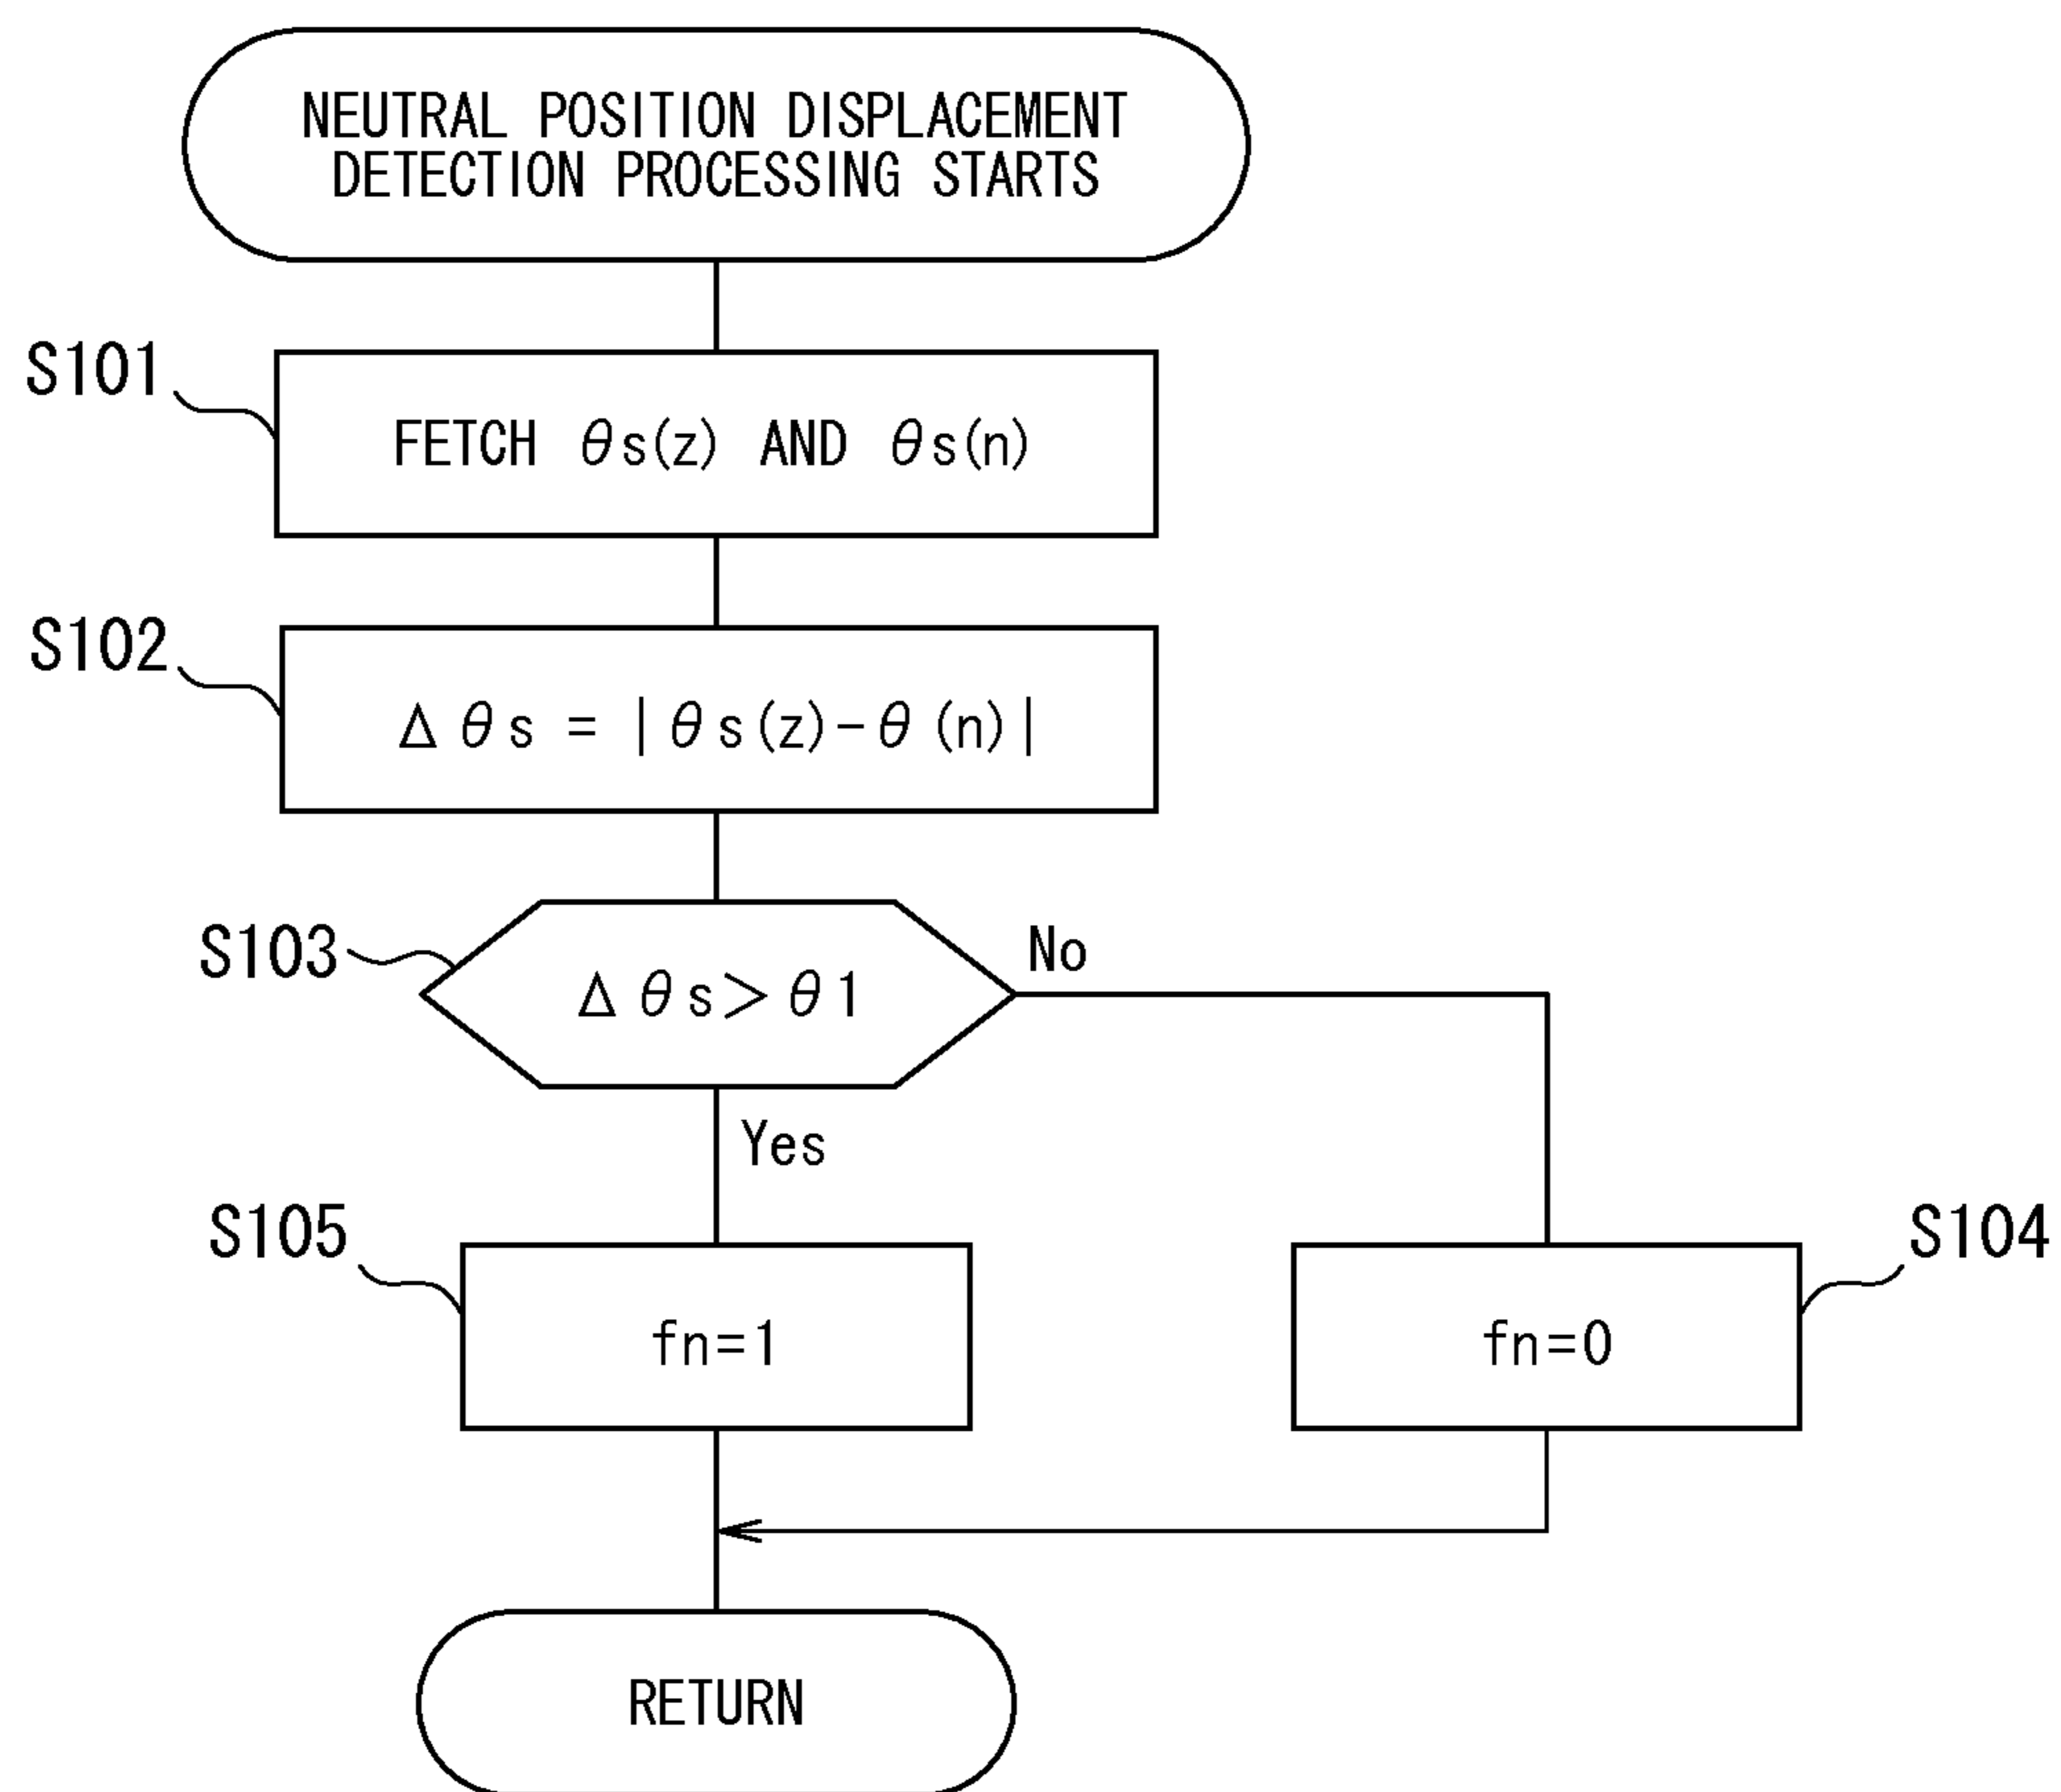 NEUTRAL POSITION DISPLACEMENT
DETECTION PROCESSING STARTS
S101
FETCH θs(z) AND θs(n)
S102
Δθs = |θs(z)-θ(n)|
S103
Δθs>θ1
No
Yes
S105
fn=1
S104
fn=0
RETURN